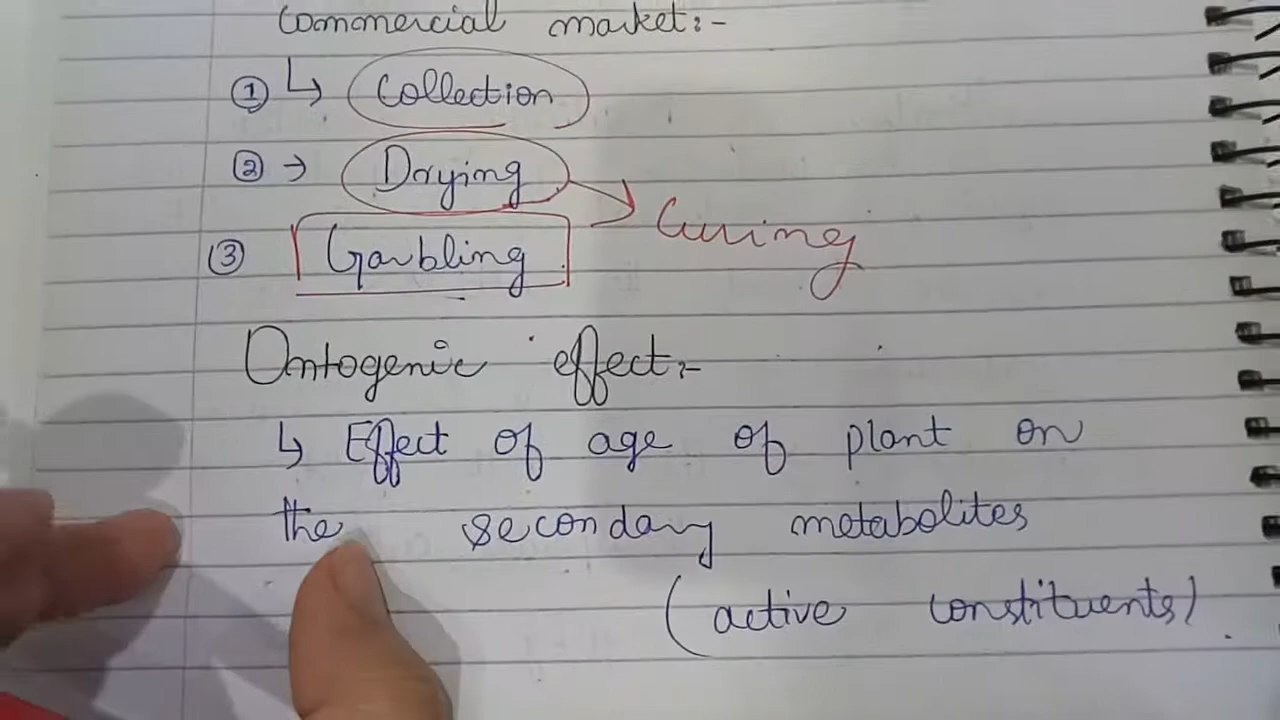 Commercial market:-
① ↳ Collection
② → Drying → Curing
③ Garbling
Ontogenic effect:-
↳ Effect of age of plant on
the secondary metabolites
(active constituents)